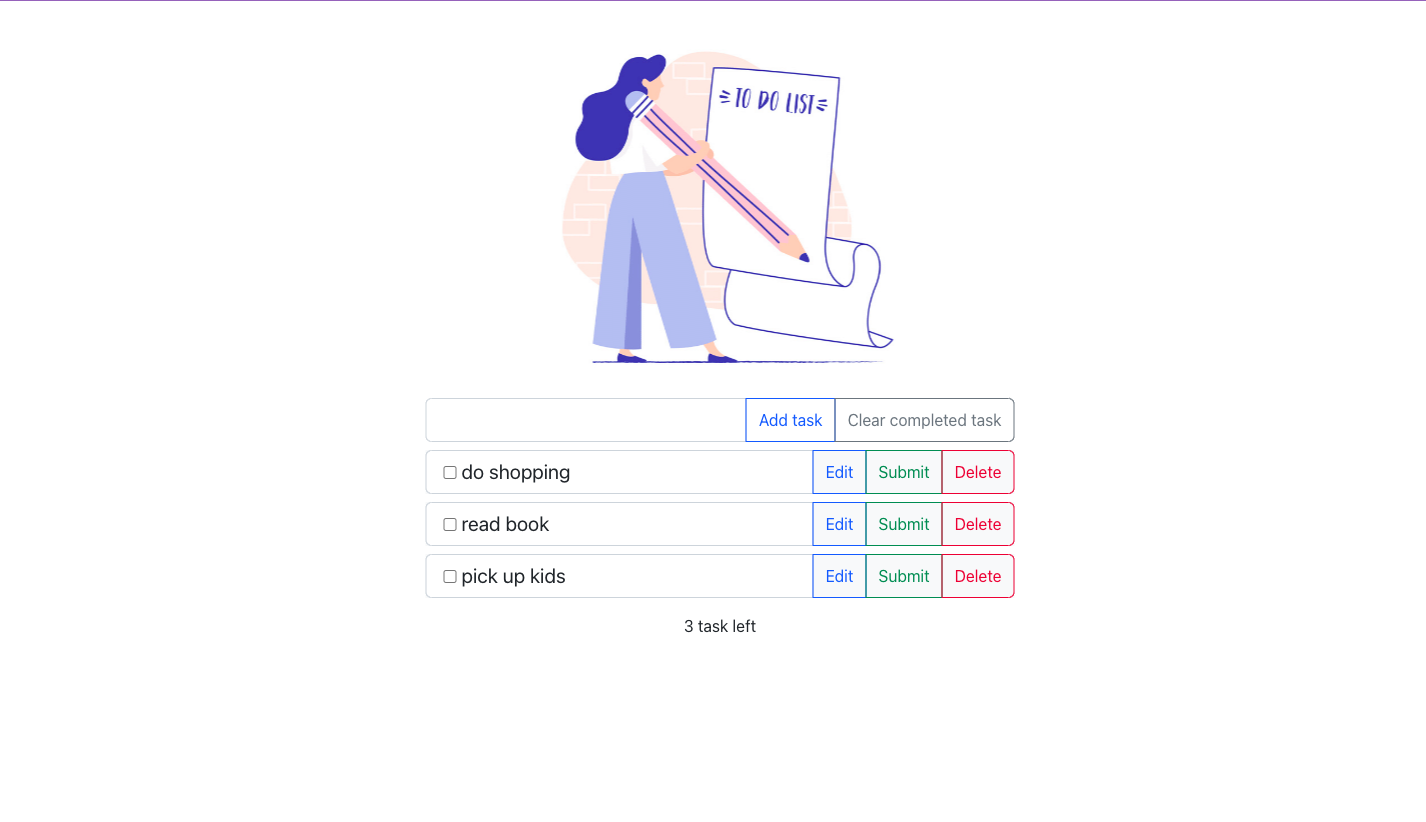 TO DO LIST
Add task Clear completed task
do shopping Edit Submit Delete
read book Edit Submit Delete
pick up kids Edit Submit Delete
3 task left